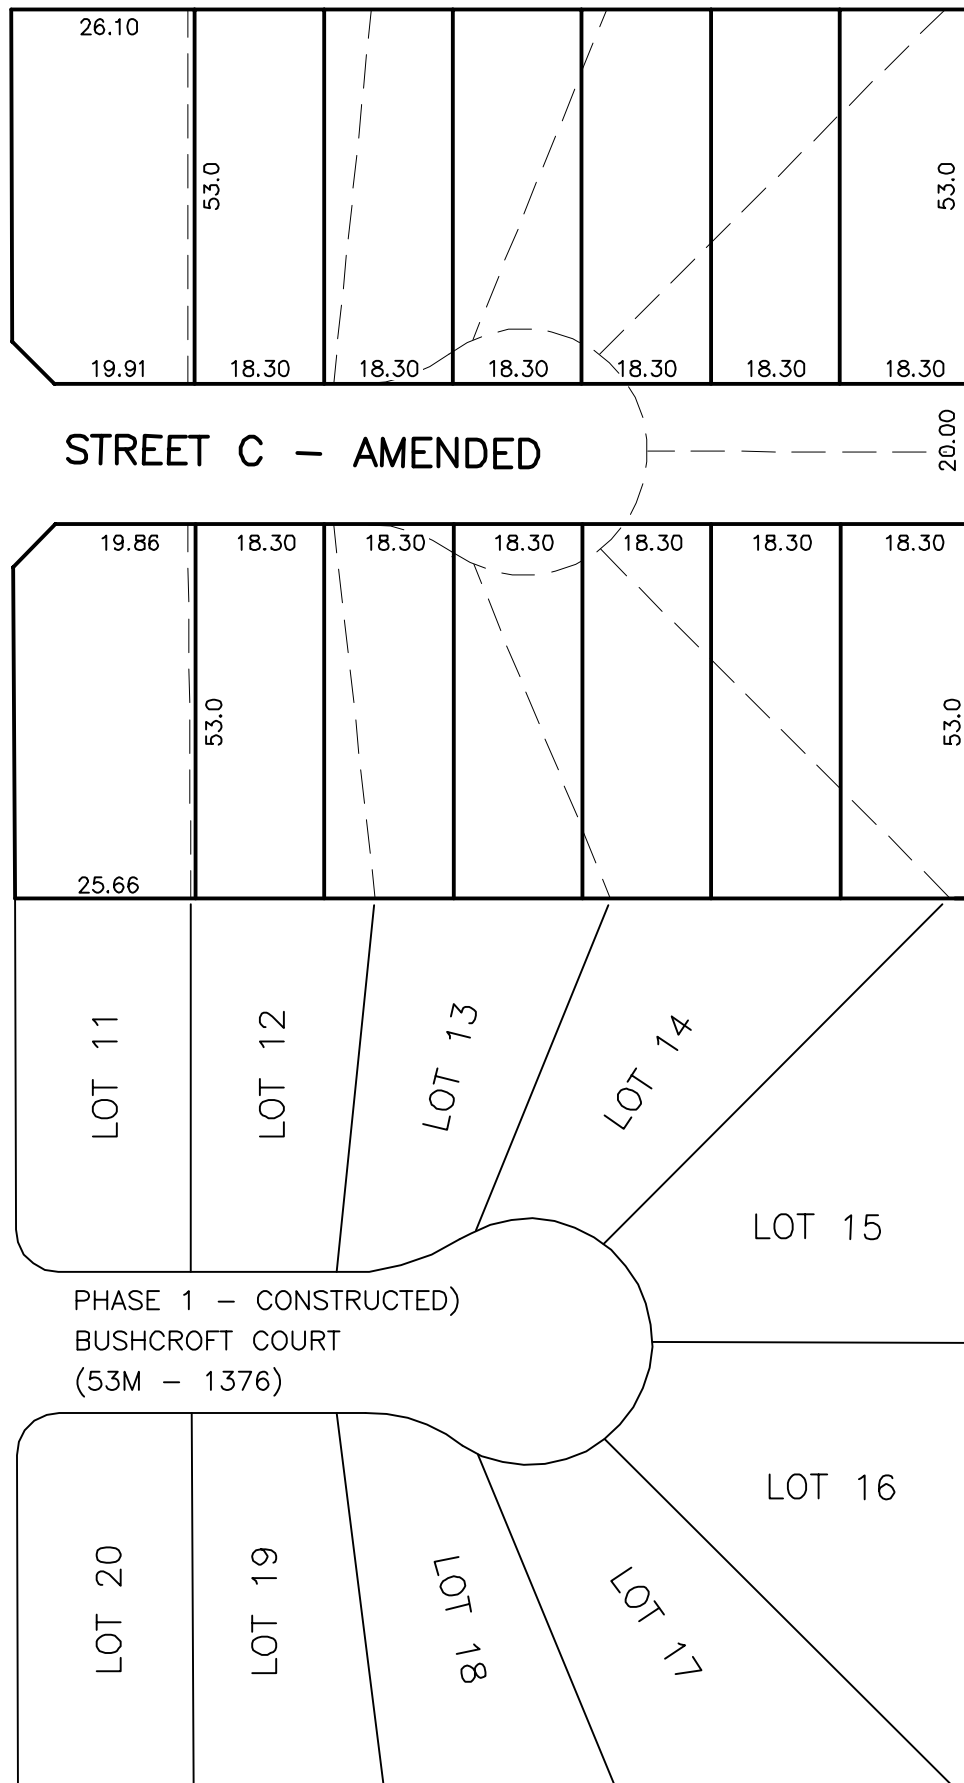 26.10
53.0
53.0
19.91
18.30
18.30
18.30
18.30
18.30
18.30
STREET C - AMENDED
20.00
19.86
18.30
18.30
18.30
18.30
18.30
18.30
53.0
53.0
25.66
LOT 11
LOT 12
LOT 13
LOT 14
LOT 15
PHASE 1 - CONSTRUCTED)
BUSHCROFT COURT
(53M - 1376)
LOT 16
LOT 20
LOT 19
LOT 18
LOT 17